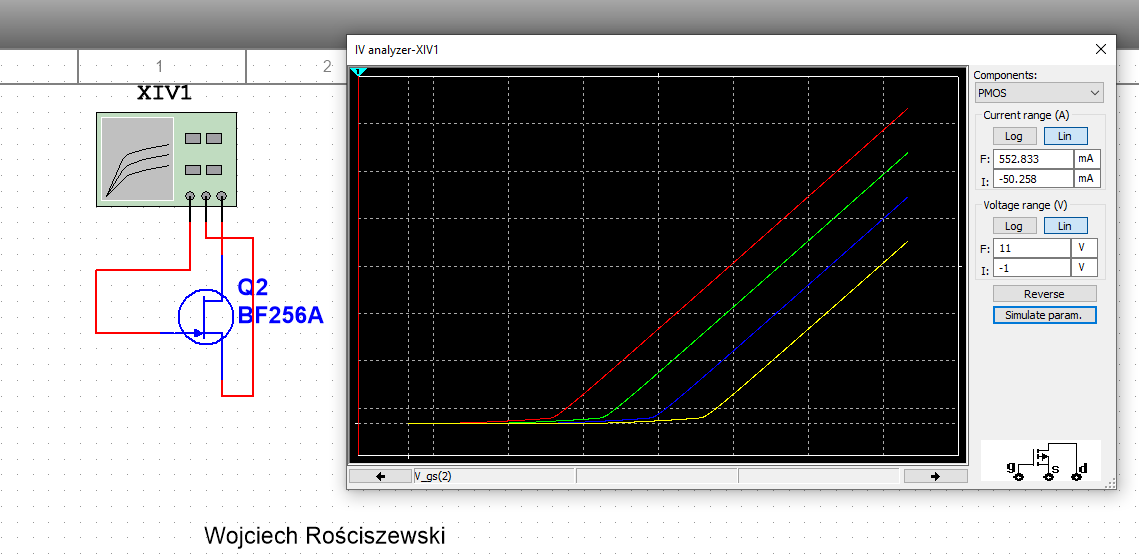 1
2
XIV1
Q2
BF256A
IV analyzer-XIV1
1
Components:
PMOS
Current range (A)
Log Lin
F: 552.833 mA
I: -50.258 mA
Voltage range (V)
Log Lin
F: 11 V
I: -1 V
Reverse
Simulate param.
g s d
V_gs(2)
Wojciech Rościszewski